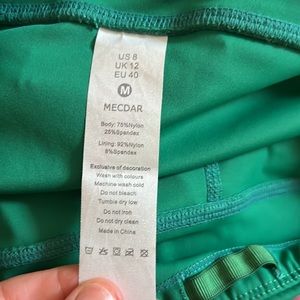 US 8
UK 12
EU 40
M
MECDAR
Body: 75%Nylon
25%Spandex
Lining: 92%Nylon
8%Spandex
Exclusive of decoration
Wash with colours
Machine wash cold
Do not bleach
Tumble dry low
Do not iron
Do not dry clean
Made in China